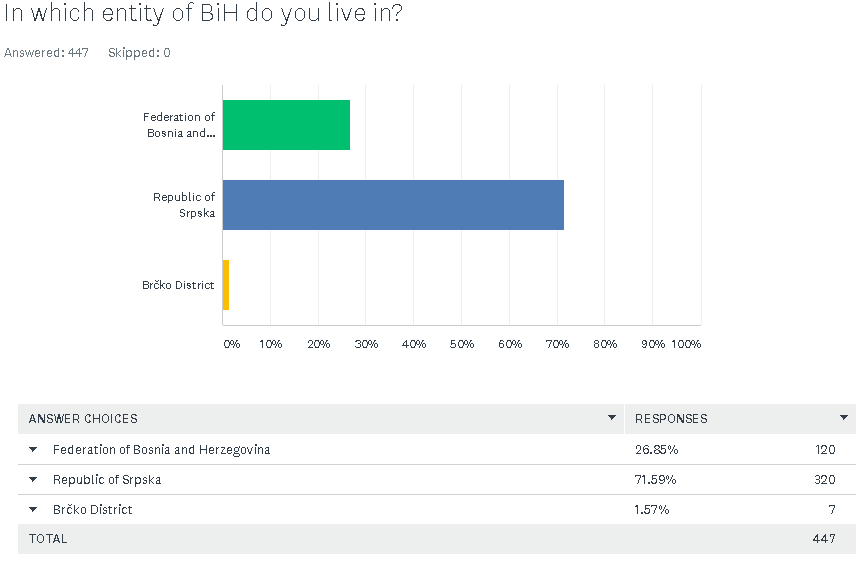 In which entity of BiH do you live in?
Answered: 447 Skipped: 0
Federation of
Bosnia and...
Republic of
Srpska
Brčko District
0% 10% 20% 30% 40% 50% 60% 70% 80% 90% 100%
ANSWER CHOICES RESPONSES
Federation of Bosnia and Herzegovina 26.85% 120
Republic of Srpska 71.59% 320
Brčko District 1.57% 7
TOTAL 447